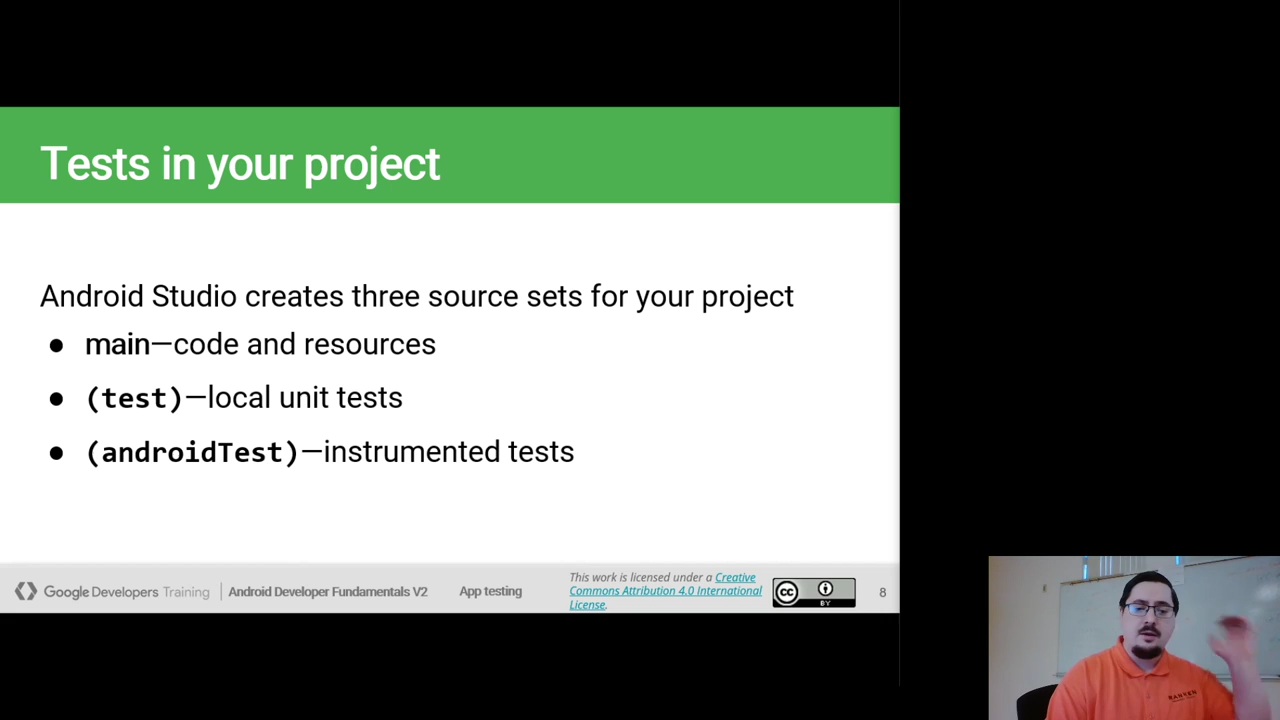 Tests in your project
Android Studio creates three source sets for your project
● main—code and resources
● (test)—local unit tests
● (androidTest)—instrumented tests
Google Developers Training
Android Developer Fundamentals V2
App testing
This work is licensed under a Creative
Commons Attribution 4.0 International
License.
cc
BY
8